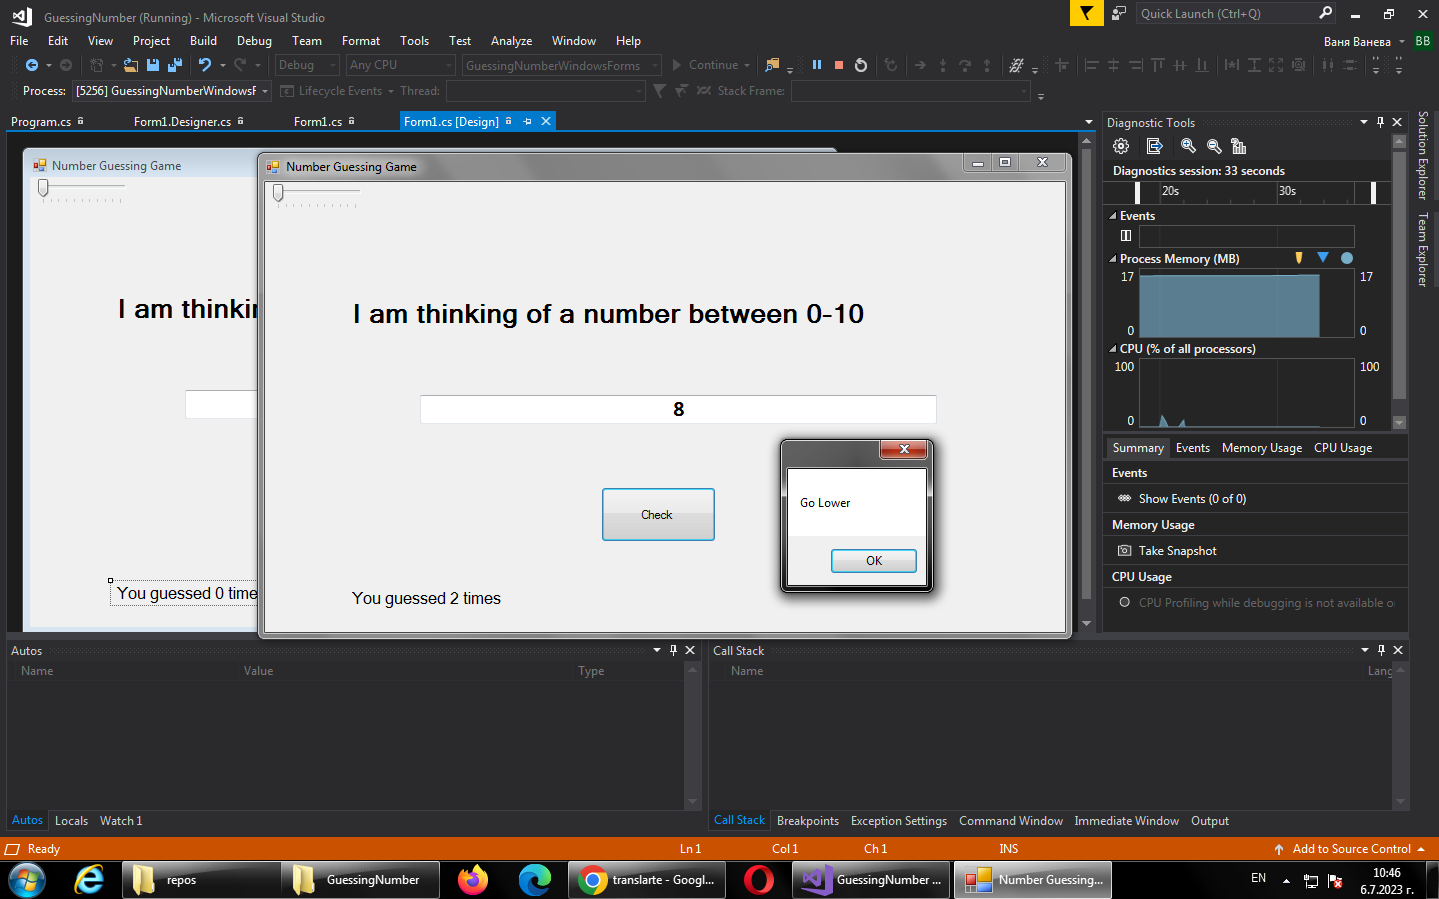 GuessingNumber (Running) - Microsoft Visual Studio
Quick Launch (Ctrl+Q)
File Edit View Project Build Debug Team Format Tools Test Analyze Window Help
Ваня Ванева BB
Debug Any CPU GuessingNumberWindowsForms Continue
Process: [5256] GuessingNumberWindowsF Lifecycle Events Thread: Stack Frame:
Program.cs Form1.Designer.cs Form1.cs Form1.cs [Design]
Number Guessing Game
I am thinkin
You guessed 0 time
Number Guessing Game
I am thinking of a number between 0-10
8
Check
You guessed 2 times
Go Lower
OK
Diagnostic Tools
Diagnostics session: 33 seconds
20s 30s
Events
Process Memory (MB)
17 17
0 0
CPU (% of all processors)
100 100
0 0
Summary Events Memory Usage CPU Usage
Events
Show Events (0 of 0)
Memory Usage
Take Snapshot
CPU Usage
CPU Profiling while debugging is not available o
Solution Explorer
Team Explorer
Autos
Name Value Type
Autos Locals Watch 1
Call Stack
Name Lang
Call Stack Breakpoints Exception Settings Command Window Immediate Window Output
Ready Ln 1 Col 1 Ch 1 INS Add to Source Control
repos GuessingNumber translarte - Googl... GuessingNumber ... Number Guessing...
EN
10:46
6.7.2023 г.